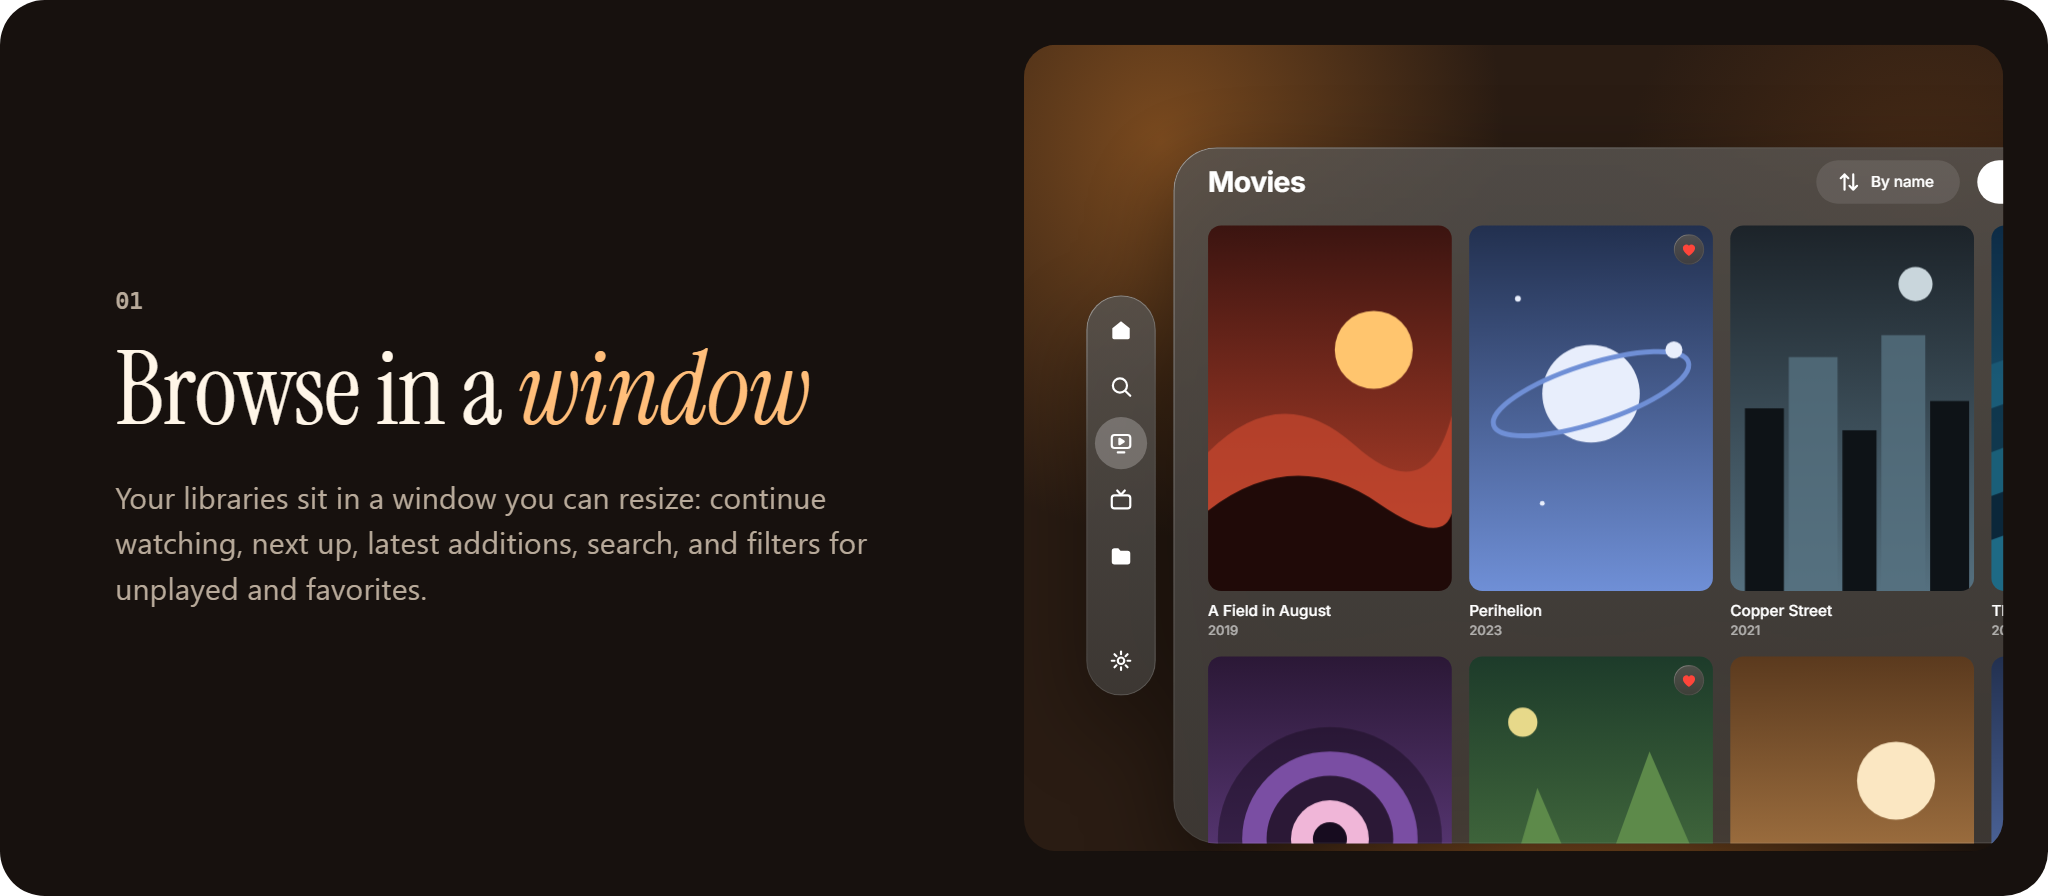 01
Browse in a window
Your libraries sit in a window you can resize: continue
watching, next up, latest additions, search, and filters for
unplayed and favorites.
Movies
By name
A Field in August
2019
Perihelion
2023
Copper Street
2021